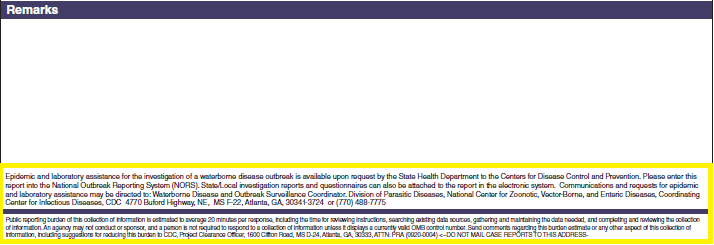 Remarks
Epidemic and laboratory assistance for the investigation of a waterborne disease outbreak is available upon request by the State Health Department to the Centers for Disease Control and Prevention. Please enter this
report into the National Outbreak Reporting System (NORS). State/Local investigation reports and questionnaires can also be attached to the report in the electronic system. Communications and requests for epidemic
and laboratory assistance may be directed to: Waterborne Disease and Outbreak Surveillance Coordinator. Division of Parasitic Diseases, National Center for Zoonotic, Vector-Borne, and Enteric Diseases, Coordinating
Center for Infectious Diseases, CDC 4770 Buford Highway, NE, MS F-22, Atlanta, GA, 30341-3724 or (770) 488-7775
Public reporting burden of this collection of information is estimated to average 20 minutes per response, including the time for reviewing instructions, searching existing data sources, gathering and maintaining the data needed, and completing and reviewing the collection
of information. An agency may not conduct or sponsor, and a person is not required to respond to a collection of information unless it displays a currently valid OMB control number. Send comments regarding this burden estimate or any other aspect of this collection of
information, including suggestions for reducing this burden to CDC, Project Clearance Officer, 1600 Clifton Road, MS D-24, Atlanta, GA, 30333, ATTN: PRA (0920-0004) <--DO NOT MAIL CASE REPORTS TO THIS ADDRESS-